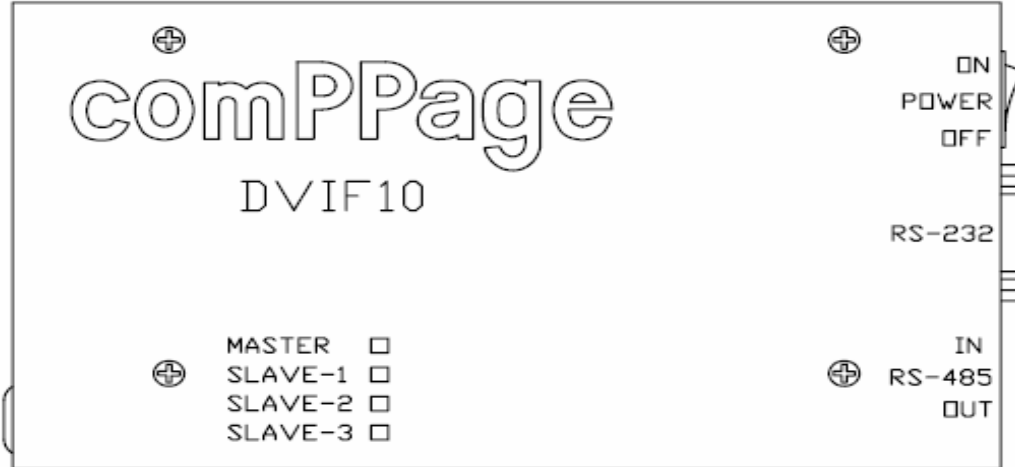 comPPage
DVIF10
ON
POWER
OFF
RS-232
MASTER
SLAVE-1
SLAVE-2
SLAVE-3
IN
RS-485
OUT